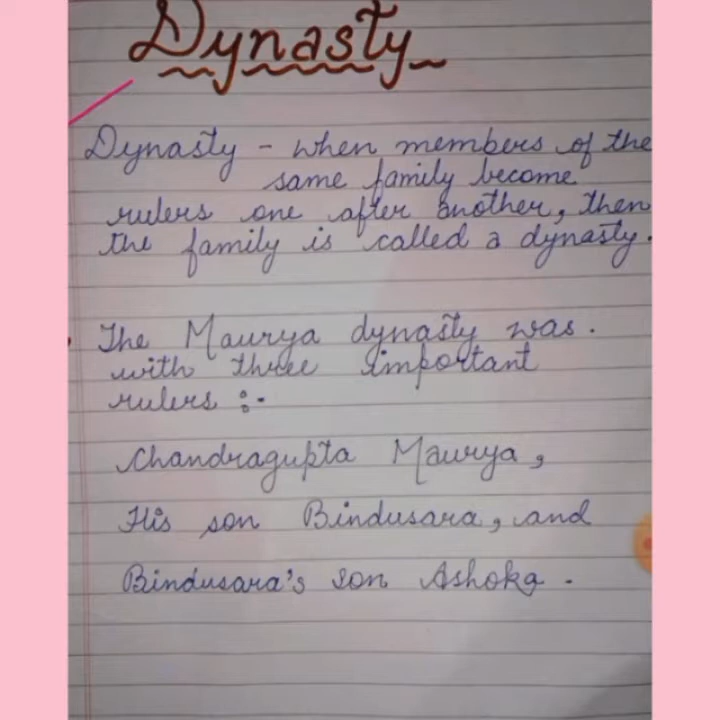 Dynasty
Dynasty - when members of the
same family become
rulers one after another, then
the family is called a dynasty.
The Maurya dynasty was.
with three important
rulers :-
Chandragupta Maurya,
His son Bindusara, and
Bindusara's son Ashoka.